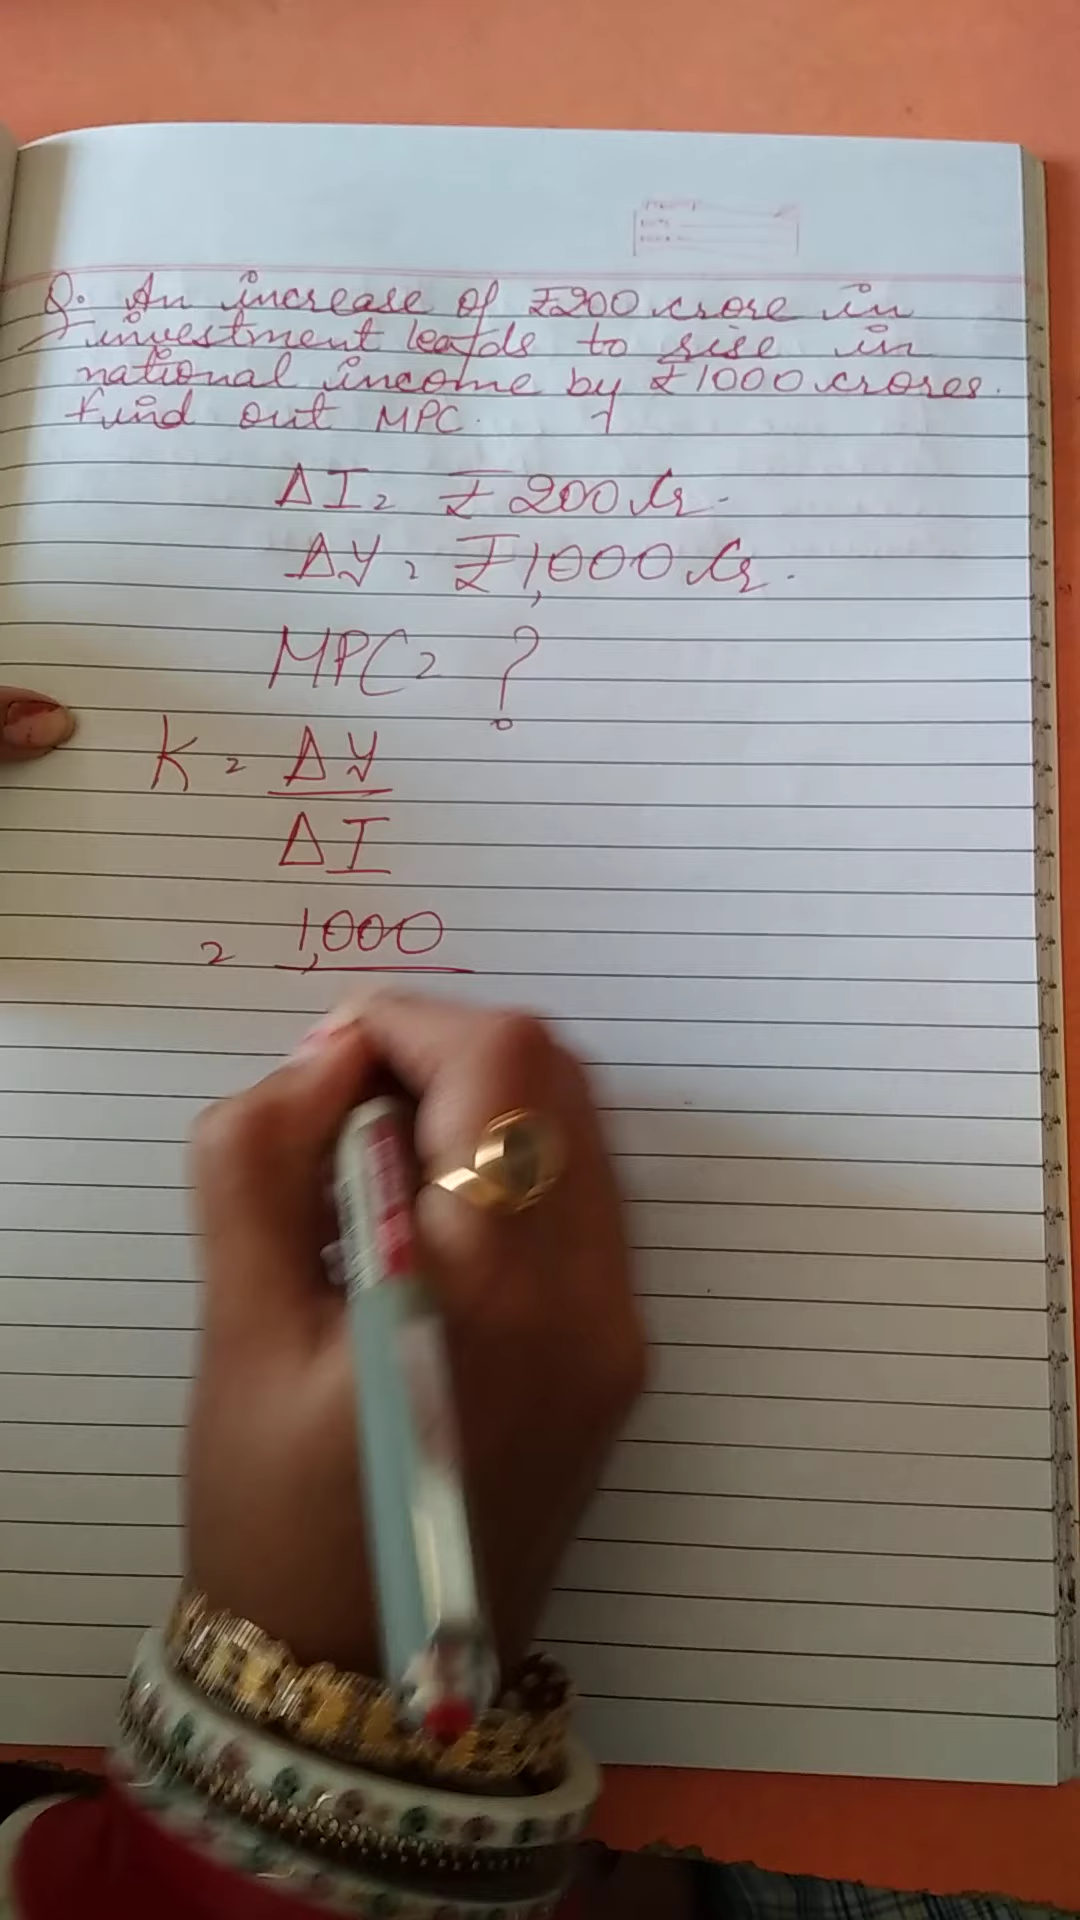 Q. An increase of ₹200 crore in
investment leads to rise in
national income by ₹1000 crores.
Find out MPC.
ΔI = ₹200 Cr.
ΔY = ₹1,000 Cr.
MPC = ?
K = ΔY
ΔI
= 1,000